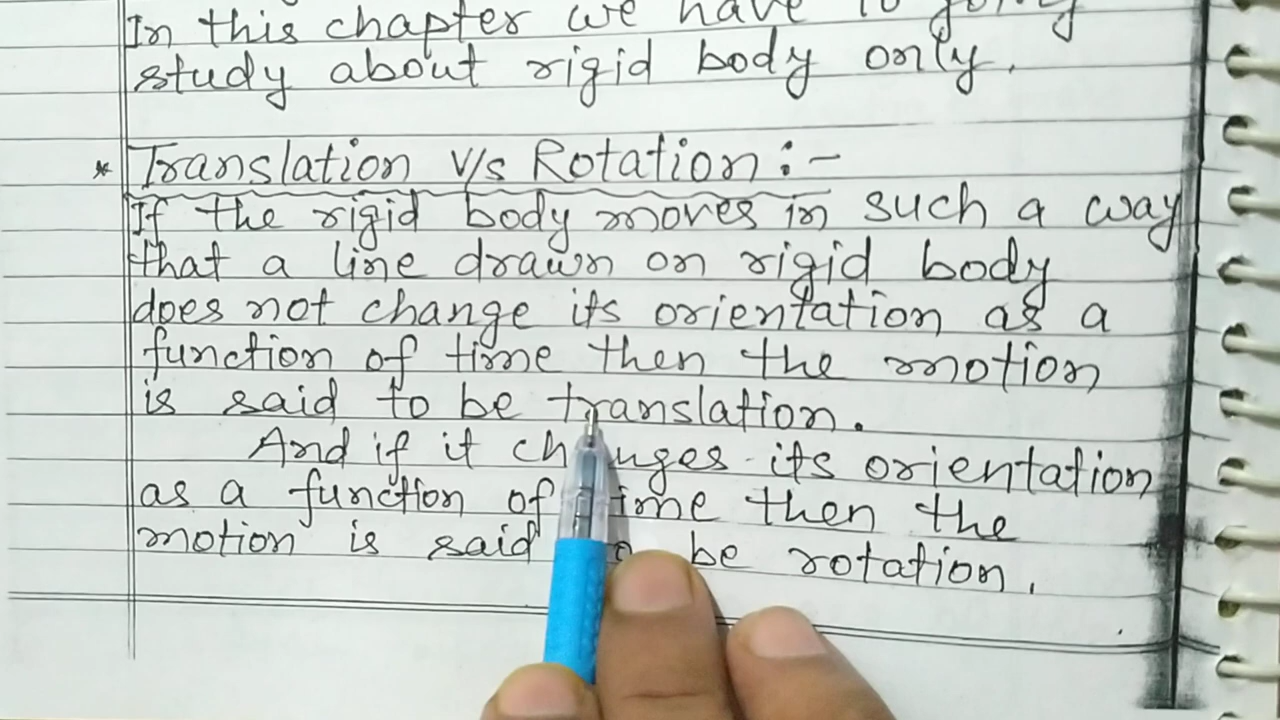 In this chapter we have to going
study about rigid body only.
* Translation v/s Rotation :-
If the rigid body moves in such a way
that a line drawn on rigid body
does not change its orientation as a
function of time then the motion
is said to be translation.
And if it changes its orientation
as a function of time then the
motion is said to be rotation.